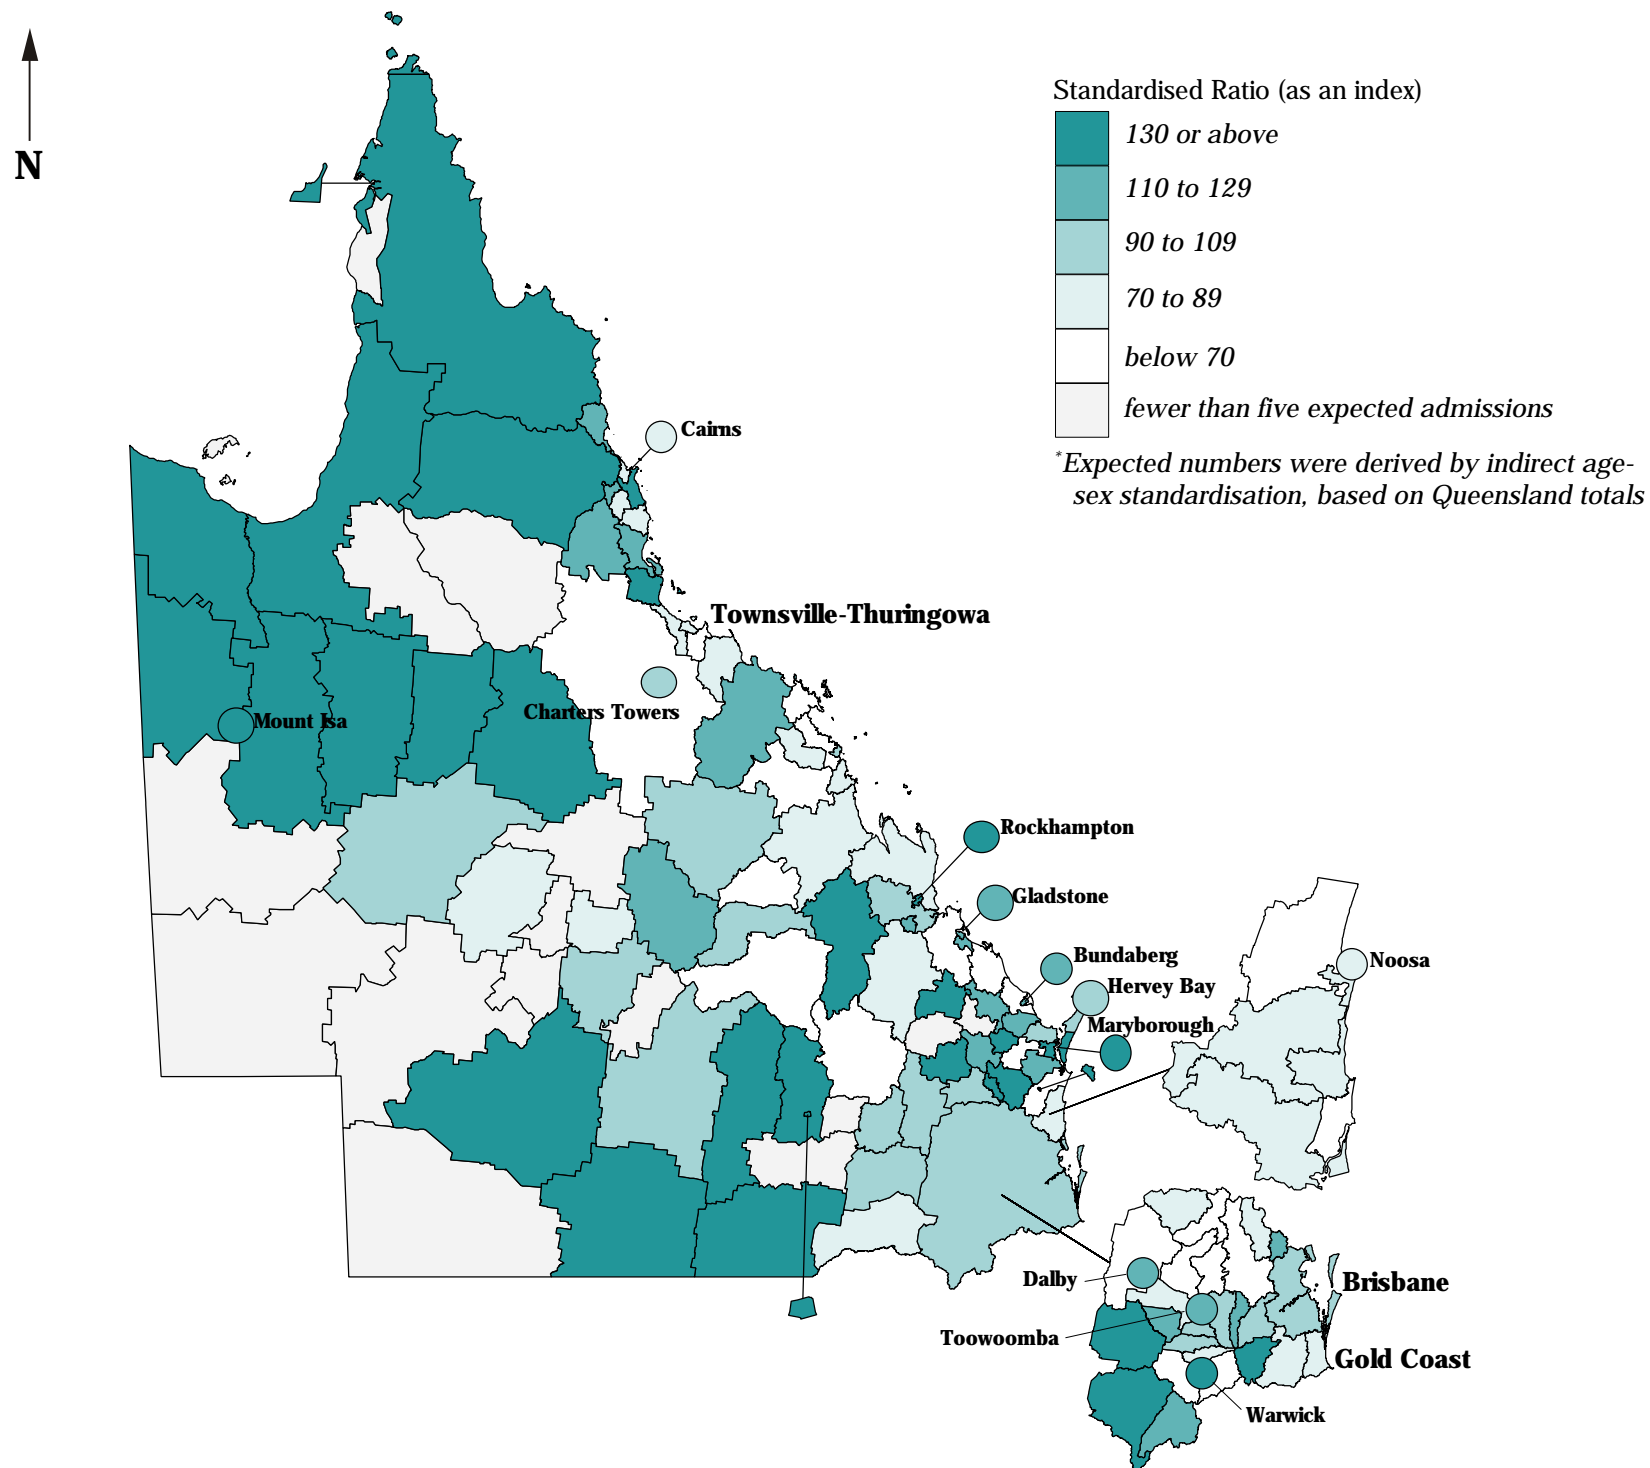 N
Standardised Ratio (as an index)
130 or above
110 to 129
90 to 109
70 to 89
below 70
fewer than five expected admissions
*Expected numbers were derived by indirect age-
sex standardisation, based on Queensland totals
Cairns
Townsville-Thuringowa
Charters Towers
Mount Isa
Rockhampton
Gladstone
Bundaberg
Hervey Bay
Maryborough
Noosa
Dalby
Brisbane
Toowoomba
Gold Coast
Warwick